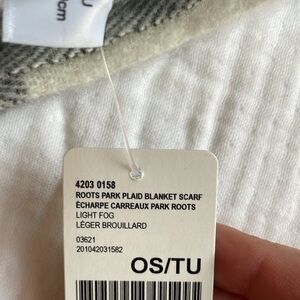 cm
4203 0158
ROOTS PARK PLAID BLANKET SCARF
ÉCHARPE CARREAUX PARK ROOTS
LIGHT FOG
LÉGER BROUILLARD
03621
201042031582
OS/TU